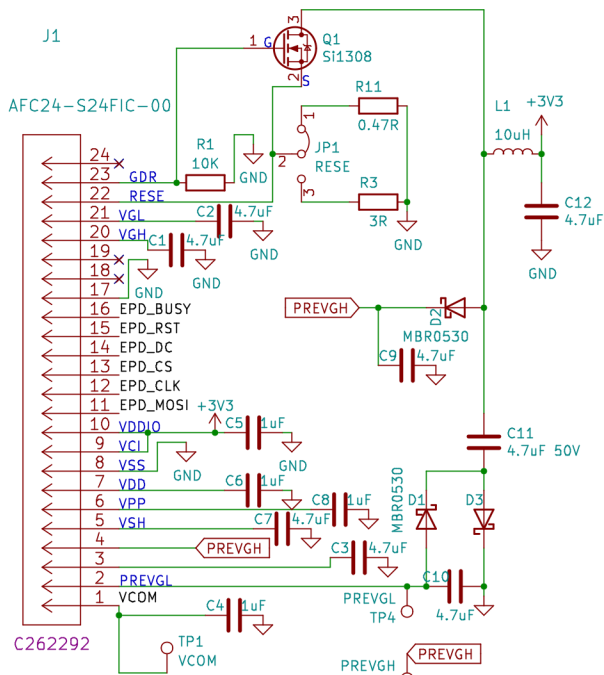 J1
AFC24-S24FIC-00
3
1 G
Q1
Si1308
2
S
R11
0.47R
1
JP1
RESE
2
3
R3
3R
GND
L1
10uH
+3V3
C12
4.7uF
GND
R1
10K
GND
24
23 GDR
22 RESE
21 VGL
C2 4.7uF
GND
20 VGH
C1 4.7uF
GND
19
18
17
GND
16 EPD_BUSY
15 EPD_RST
14 EPD_DC
13 EPD_CS
12 EPD_CLK
11 EPD_MOSI
10 VDDIO
+3V3
C5 1uF
GND
9 VCI
8 VSS
GND
7 VDD
C6 1uF
6 VPP
C8 1uF
5 VSH
C7 4.7uF
4
PREVGH
3
C3 4.7uF
2 PREVGL
1 VCOM
C4 1uF
TP1
VCOM
C262292
PREVGH
D2
MBR0530
C9 4.7uF
C11
4.7uF 50V
MBR0530
D1
D3
C10
4.7uF
PREVGL
TP4
PREVGH
PREVGH